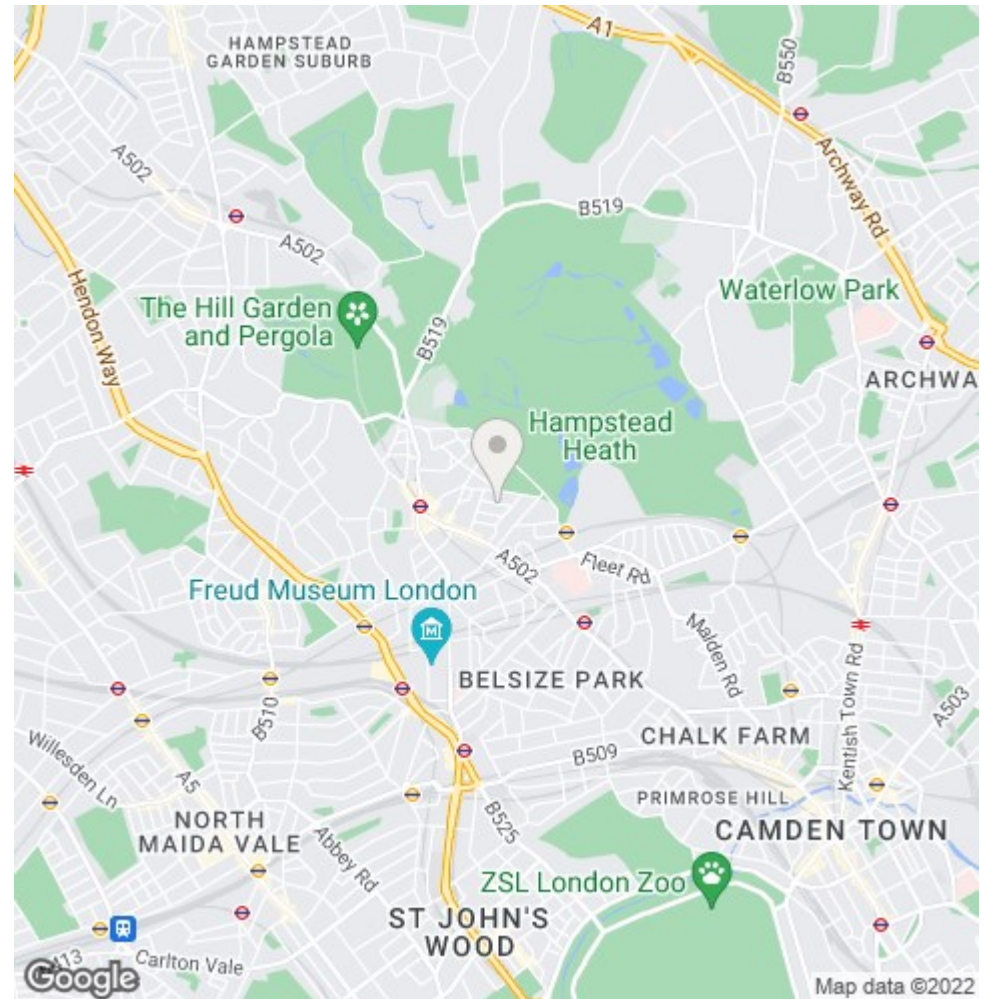 HAMPSTEAD
GARDEN SUBURB
A1
B550
A502
Archway Rd
B519
A502
Hendon Way
The Hill Garden
and Pergola
B519
Waterlow Park
ARCHWA
Hampstead
Heath
A502
Fleet Rd
Freud Museum London
M
Malden Rd
Kentish Town Rd
BELSIZE PARK
A503
B510
CHALK FARM
B509
Willesden Ln
A5
PRIMROSE HILL
NORTH
MAIDA VALE
Abbey Rd
B525
CAMDEN TOWN
ZSL London Zoo
ST JOHN'S
WOOD
B413
Carlton Vale
Google
Map data ©2022